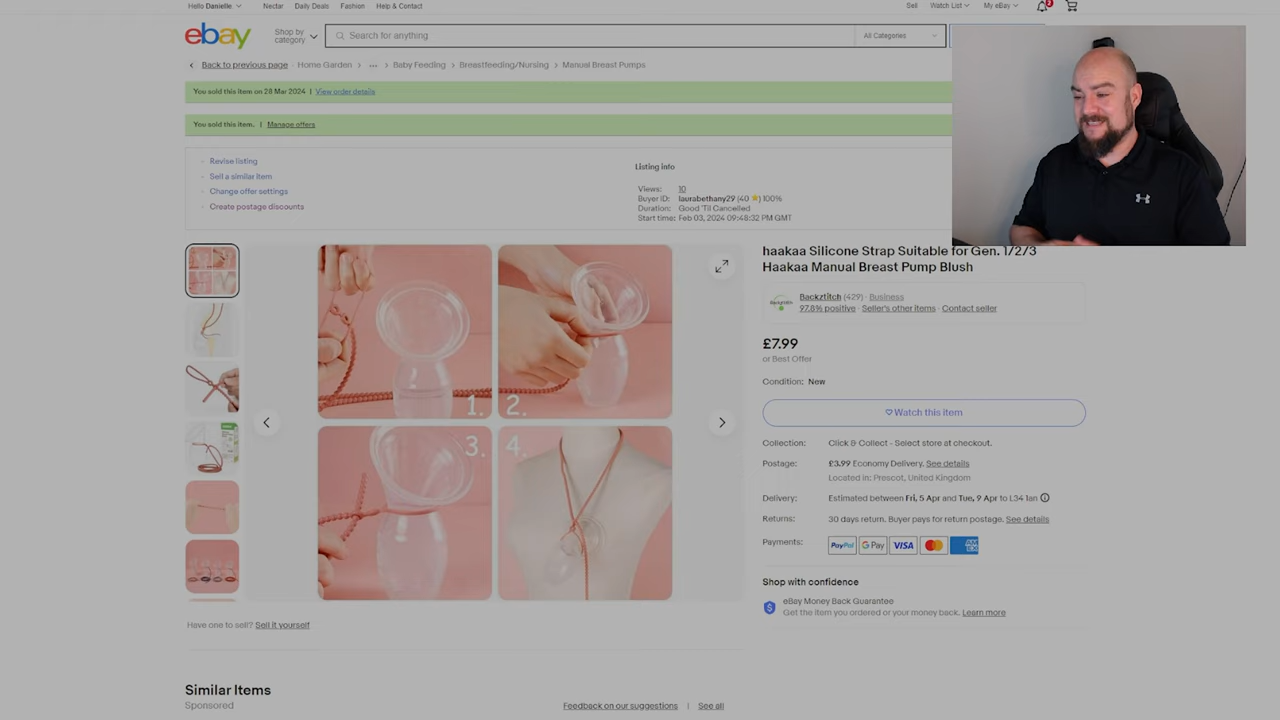 Hello Danielle
Nectar
Daily Deals
Fashion
Help & Contact
Sell
Watch List
My eBay
ebay
Shop by
category
Search for anything
All Categories
Back to previous page
Home Garden
...
Baby Feeding
Breastfeeding/Nursing
Manual Breast Pumps
You sold this item on 28 Mar 2024 | View order details
You sold this item. | Manage offers
Revise listing
Sell a similar item
Change offer settings
Create postage discounts
Listing info
Views: 10
Buyer ID: laurabethany29 (40 ) 100%
Duration: Good 'Til Cancelled
Start time: Feb 03, 2024 09:48:32 PM GMT
1.
2.
3.
4.
haakaa Silicone Strap Suitable for Gen. 1/2/3
Haakaa Manual Breast Pump Blush
Backztitch (429) · Business
97.8% positive · Seller's other items · Contact seller
£7.99
or Best Offer
Condition: New
Watch this item
Collection: Click & Collect - Select store at checkout.
Postage: £3.99 Economy Delivery. See details
Located in: Prescot, United Kingdom
Delivery: Estimated between Fri, 5 Apr and Tue, 9 Apr to L34 1an
Returns: 30 days return. Buyer pays for return postage. See details
Payments: PayPal G Pay VISA
Shop with confidence
eBay Money Back Guarantee
Get the item you ordered or your money back. Learn more
Have one to sell? Sell it yourself
Similar Items
Sponsored
Feedback on our suggestions | See all